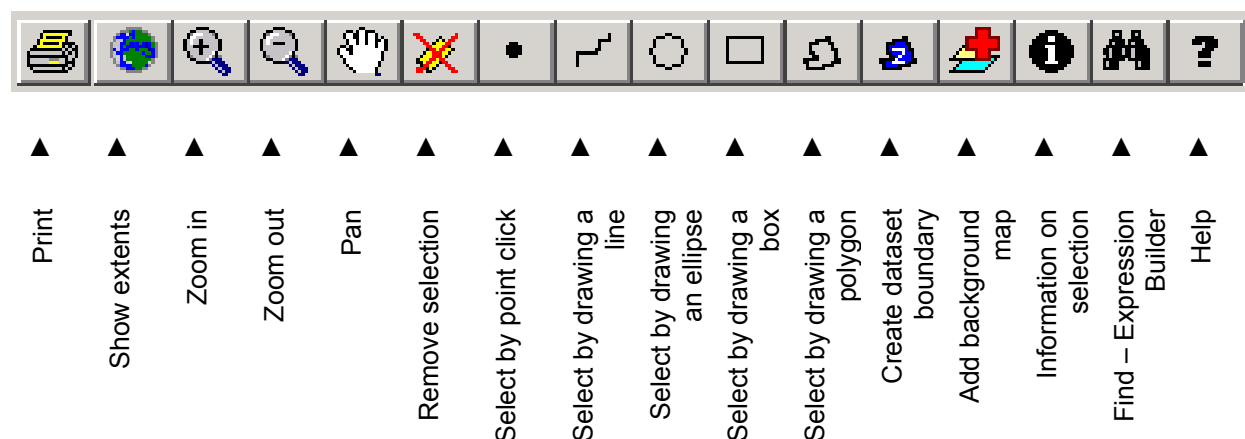 Print
Show extents
Zoom in
Zoom out
Pan
Remove selection
Select by point click
Select by drawing a
line
Select by drawing
an ellipse
Select by drawing a
box
Select by drawing a
polygon
Create dataset
boundary
Add background
map
Information on
selection
Find – Expression
Builder
Help